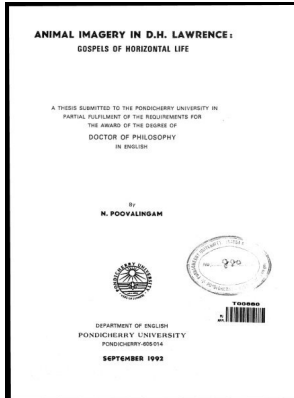 ANIMAL IMAGERY IN D.H. LAWRENCE:
GOSPELS OF HORIZONTAL LIFE
A THESIS SUBMITTED TO THE PONDICHERRY UNIVERSITY IN
PARTIAL FULFILMENT OF THE REQUIREMENTS FOR
THE AWARD OF THE DEGREE OF
DOCTOR OF PHILOSOPHY
IN ENGLISH
By
N. POOVALINGAM
PONDICHERRY UNIVERSITY
T00880
DEPARTMENT OF ENGLISH
PONDICHERRY UNIVERSITY
PONDICHERRY-605 014
SEPTEMBER 1992